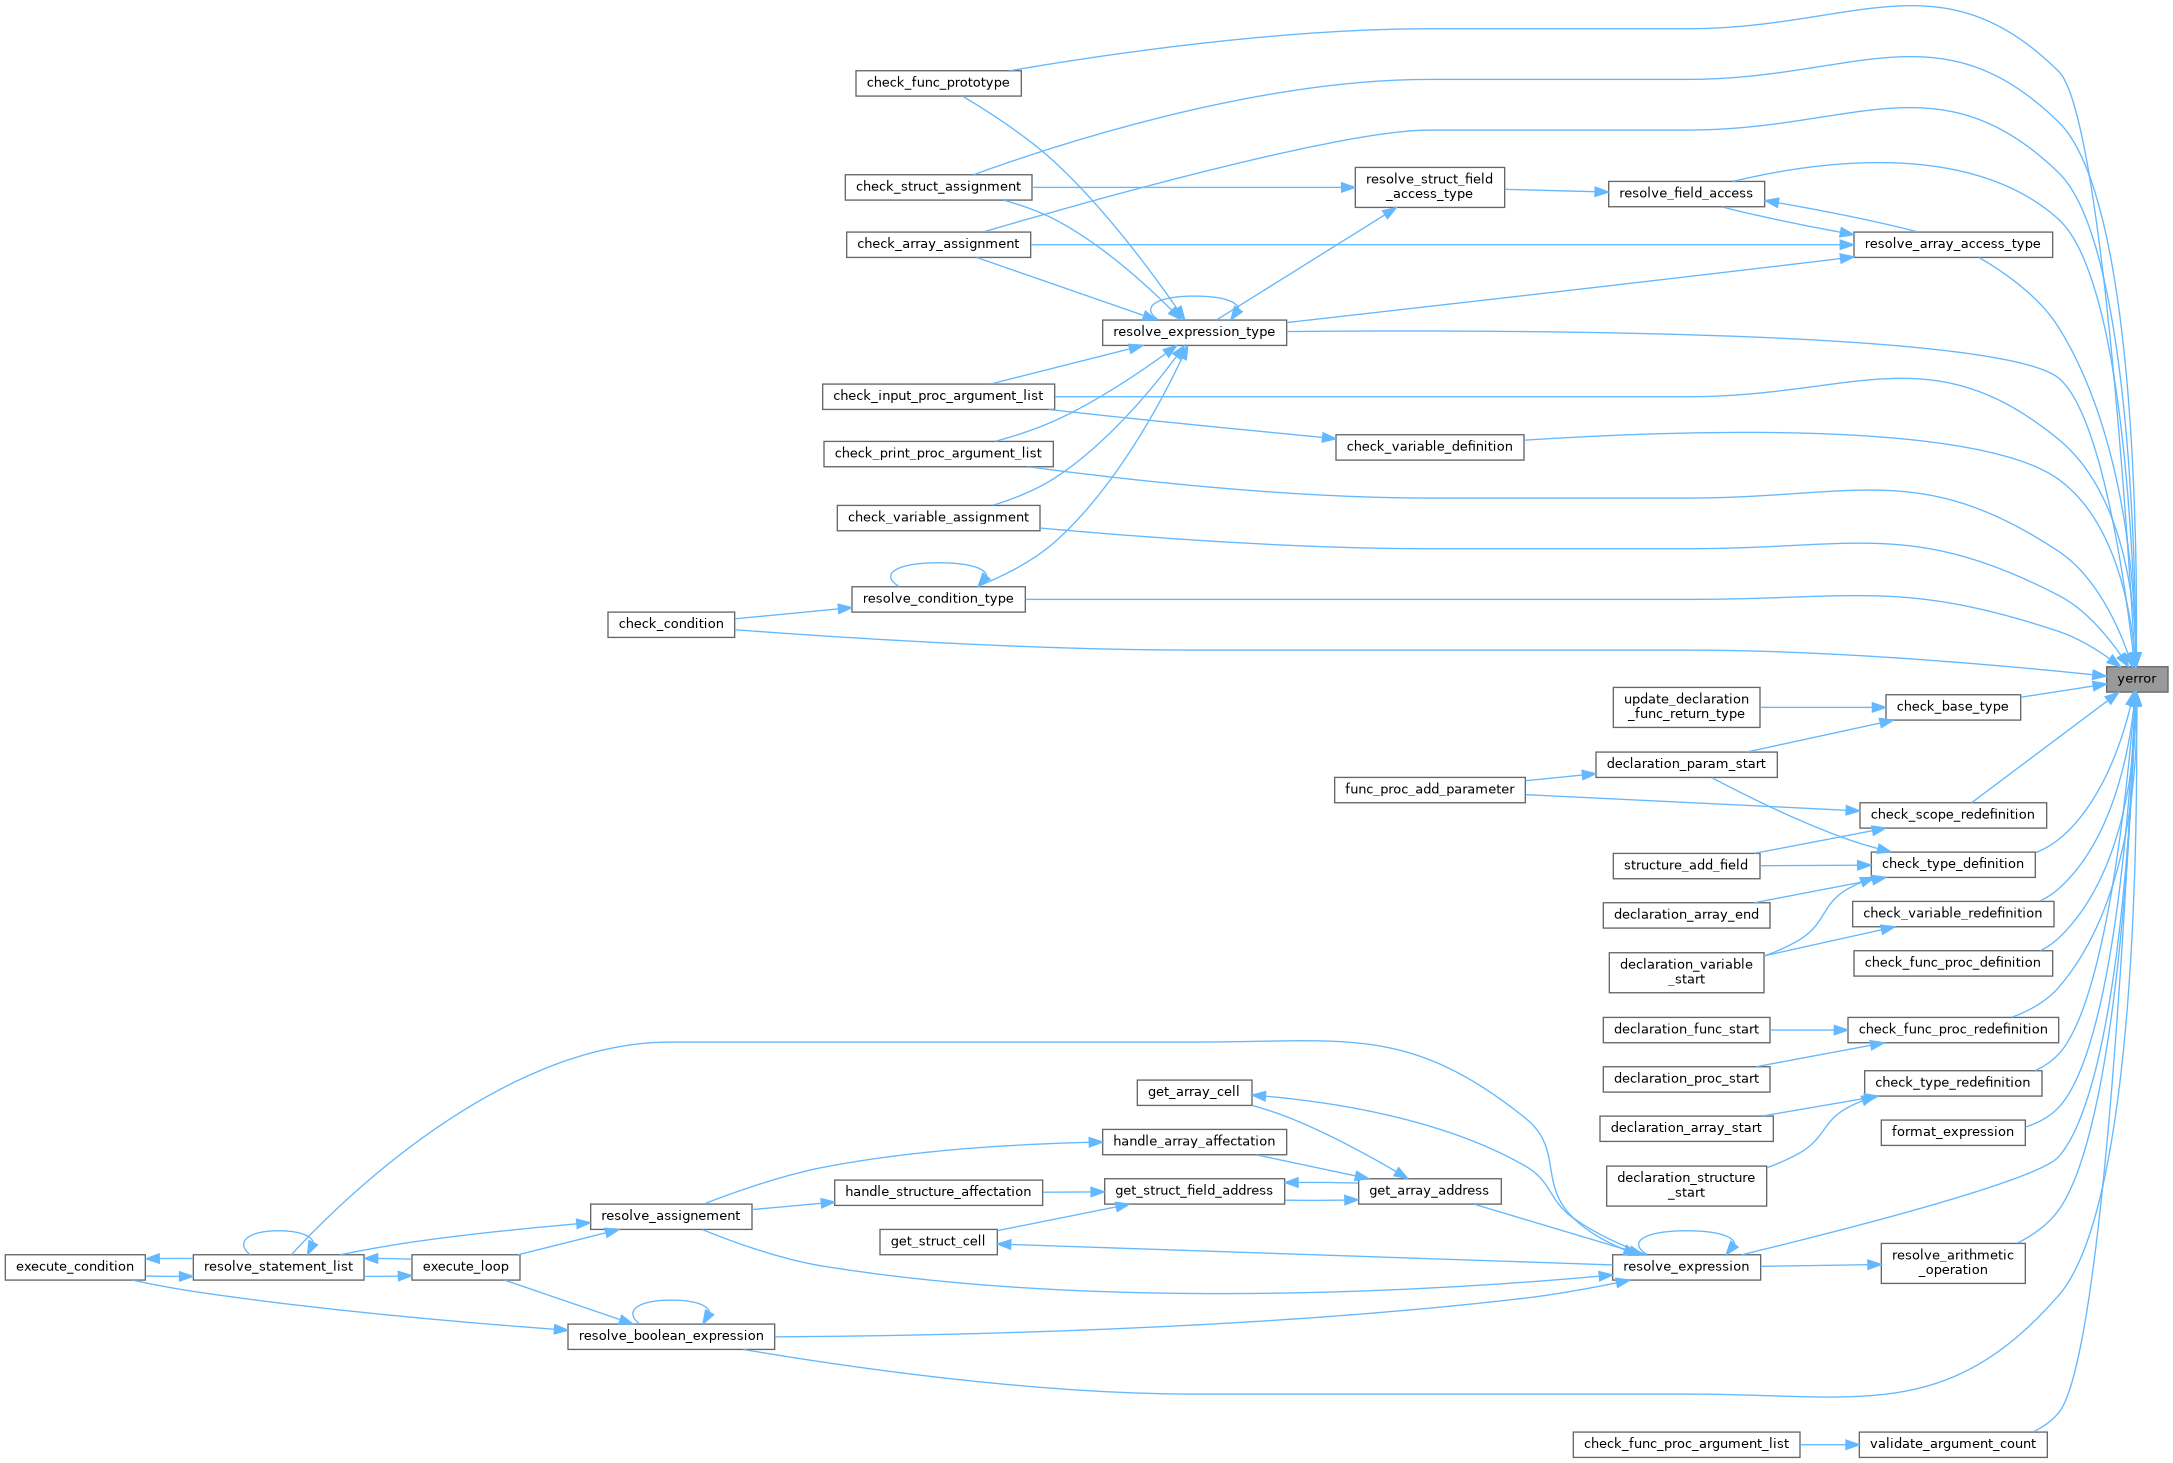 check_func_prototype
check_struct_assignment
resolve_struct_field
_access_type
resolve_field_access
check_array_assignment
resolve_array_access_type
resolve_expression_type
check_input_proc_argument_list
check_print_proc_argument_list
check_variable_definition
check_variable_assignment
resolve_condition_type
check_condition
yerror
update_declaration
_func_return_type
check_base_type
declaration_param_start
func_proc_add_parameter
check_scope_redefinition
structure_add_field
check_type_definition
declaration_array_end
check_variable_redefinition
declaration_variable
_start
check_func_proc_definition
declaration_func_start
check_func_proc_redefinition
declaration_proc_start
check_type_redefinition
declaration_array_start
format_expression
declaration_structure
_start
get_array_cell
handle_array_affectation
handle_structure_affectation
get_struct_field_address
get_array_address
resolve_assignement
get_struct_cell
execute_condition
resolve_statement_list
execute_loop
resolve_expression
resolve_arithmetic
_operation
resolve_boolean_expression
check_func_proc_argument_list
validate_argument_count